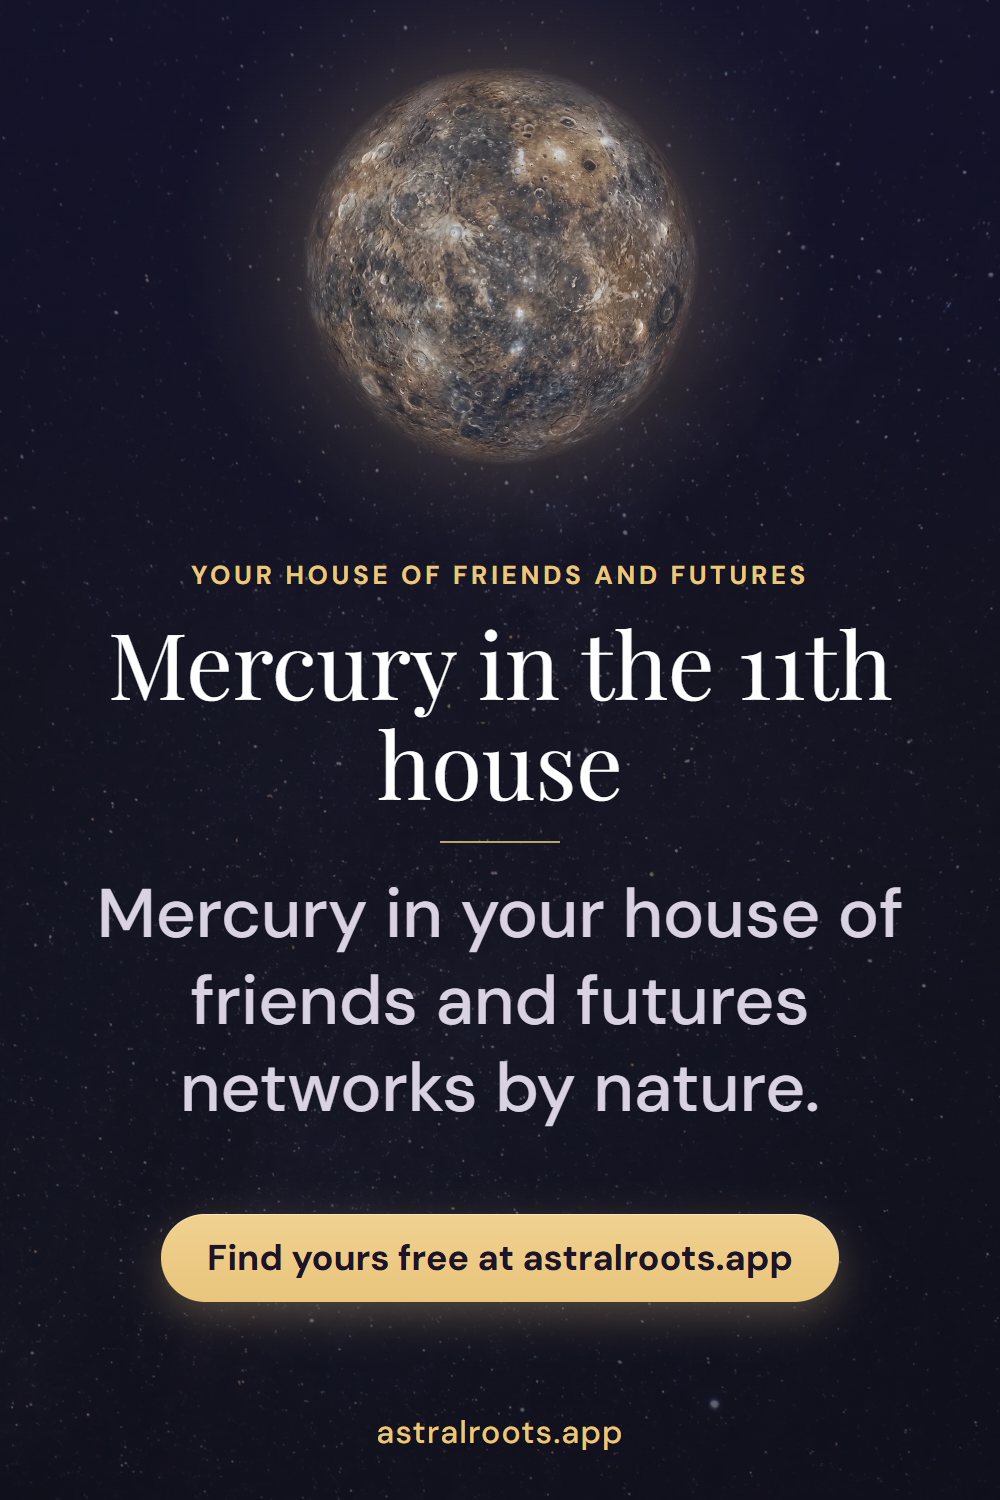 YOUR HOUSE OF FRIENDS AND FUTURES
Mercury in the 11th
house
Mercury in your house of
friends and futures
networks by nature.
Find yours free at astralroots.app
astralroots.app